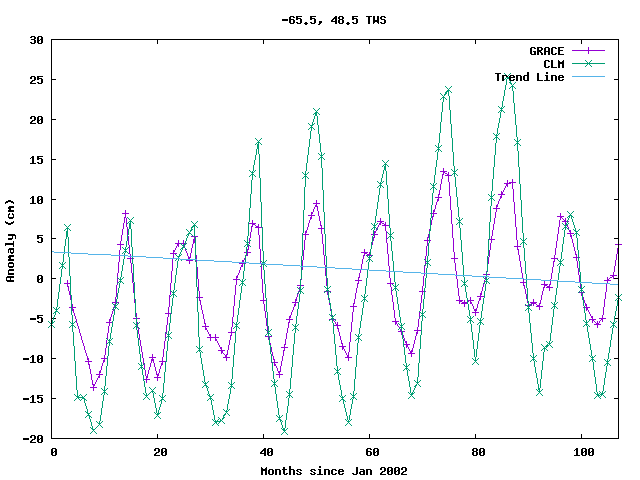 -65.5, 48.5 TWS
30
25
20
15
10
5
0
-5
-10
-15
-20
Anomaly (cm)
GRACE
CLM
Trend Line
0 20 40 60 80 100
Months since Jan 2002